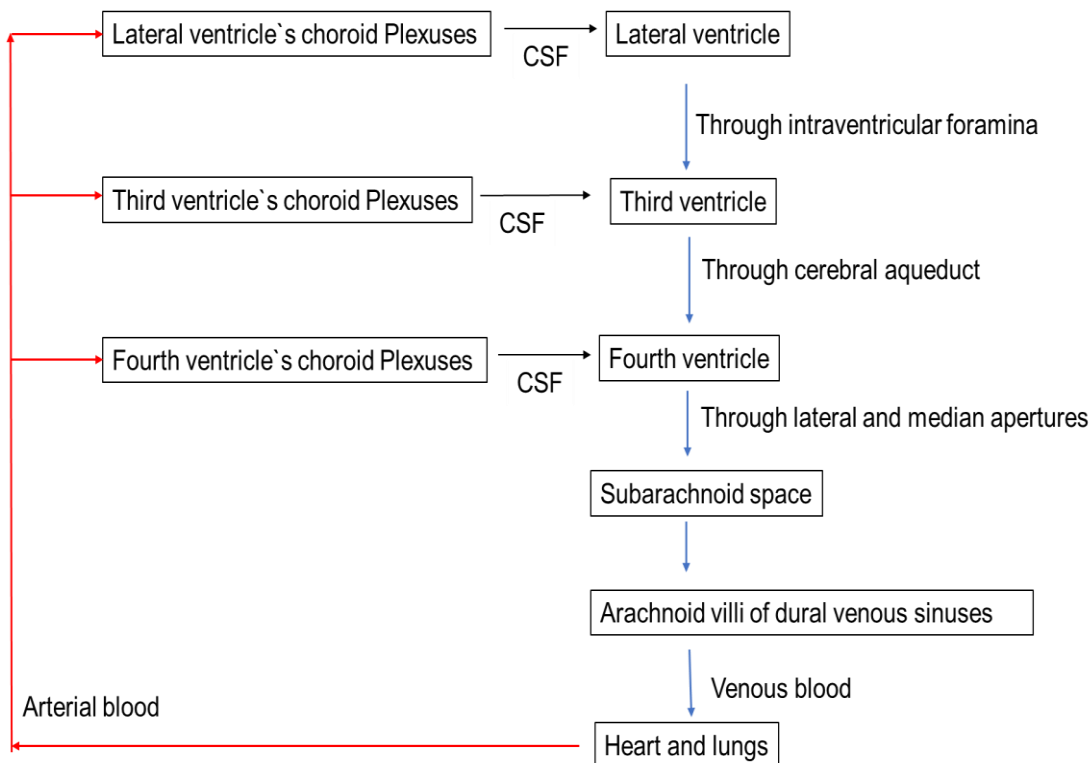 Lateral ventricle`s choroid Plexuses
CSF
Lateral ventricle
Through intraventricular foramina
Third ventricle`s choroid Plexuses
CSF
Third ventricle
Through cerebral aqueduct
Fourth ventricle`s choroid Plexuses
CSF
Fourth ventricle
Through lateral and median apertures
Subarachnoid space
Arachnoid villi of dural venous sinuses
Venous blood
Arterial blood
Heart and lungs